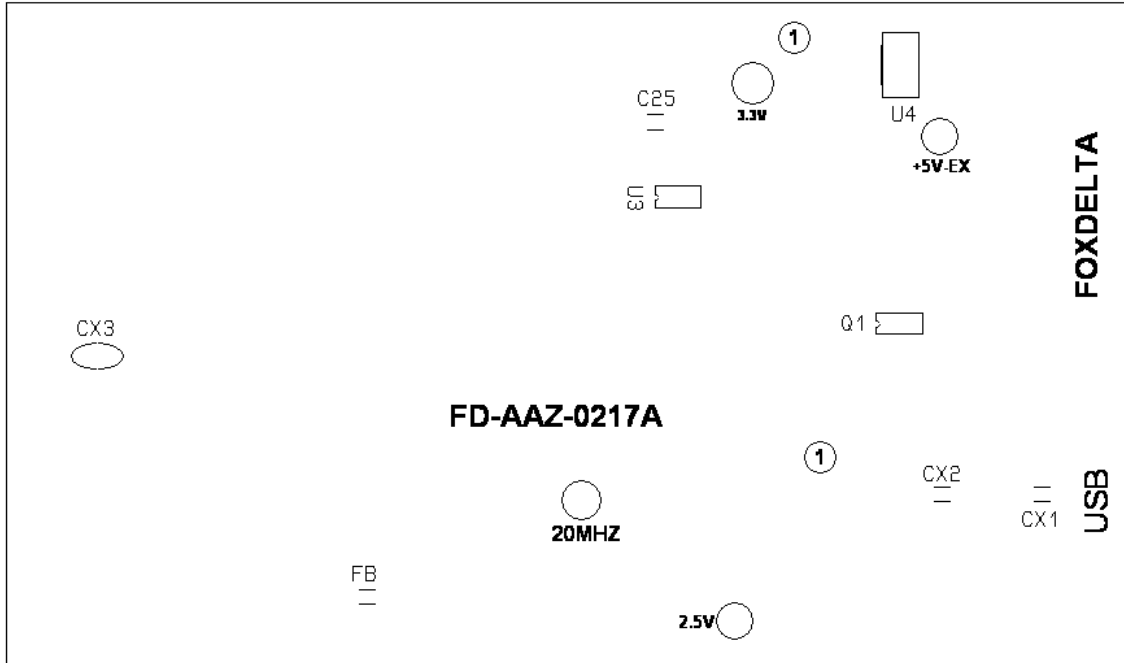 1
C25
3.3V
U4
+5V-EX
U3
FOXDELTA
Q1
CX3
FD-AAZ-0217A
1
CX2
CX1
USB
20MHZ
FB
2.5V